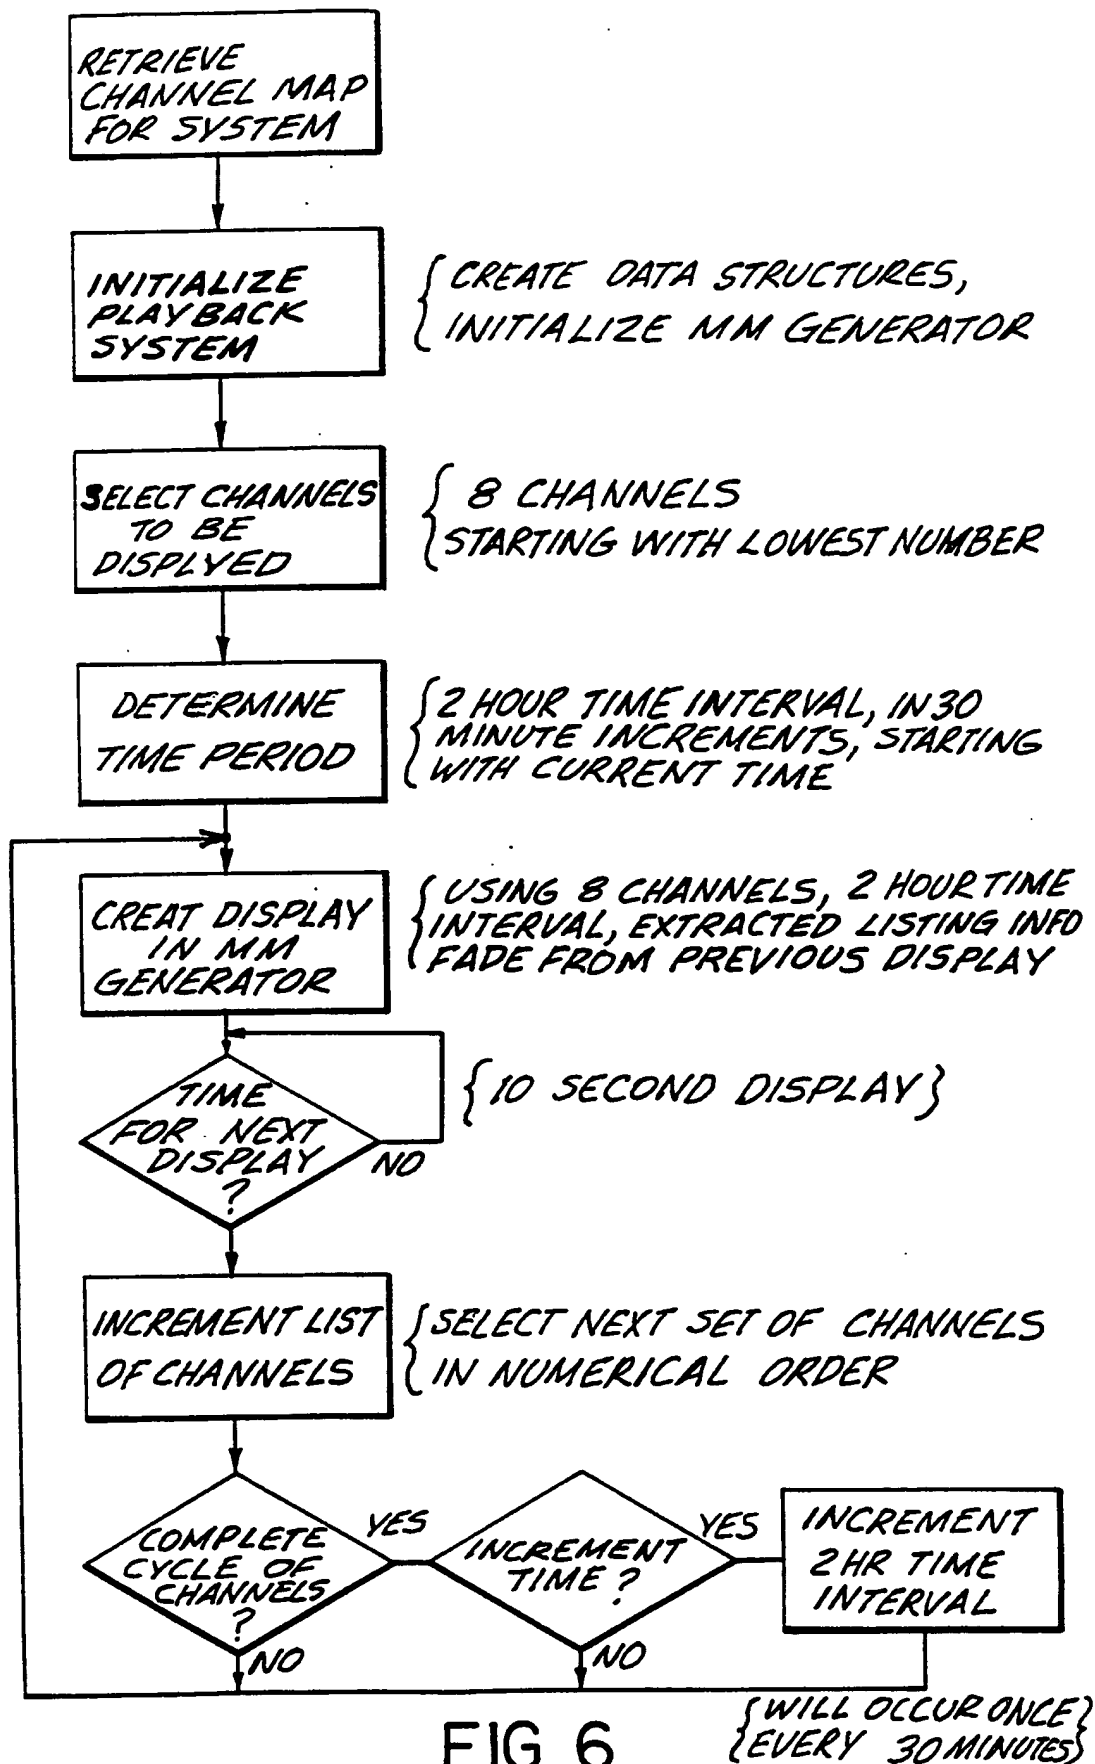 RETRIEVE
CHANNEL MAP
FOR SYSTEM
INITIALIZE
PLAYBACK
SYSTEM
{ CREATE DATA STRUCTURES,
INITIALIZE MM GENERATOR
SELECT CHANNELS
TO BE
DISPLYED
{ 8 CHANNELS
STARTING WITH LOWEST NUMBER
DETERMINE
TIME PERIOD
{ 2 HOUR TIME INTERVAL, IN 30
MINUTE INCREMENTS, STARTING
WITH CURRENT TIME
CREAT DISPLAY
IN MM
GENERATOR
{ USING 8 CHANNELS, 2 HOUR TIME
INTERVAL, EXTRACTED LISTING INFO
FADE FROM PREVIOUS DISPLAY
TIME
FOR NEXT
DISPLAY
?
NO
{ 10 SECOND DISPLAY }
INCREMENT LIST
OF CHANNELS
{ SELECT NEXT SET OF CHANNELS
IN NUMERICAL ORDER
COMPLETE
CYCLE OF
CHANNELS
?
YES
NO
INCREMENT
TIME ?
YES
NO
INCREMENT
2 HR TIME
INTERVAL
{ WILL OCCUR ONCE }
{ EVERY 30 MINUTES }
FIG 6